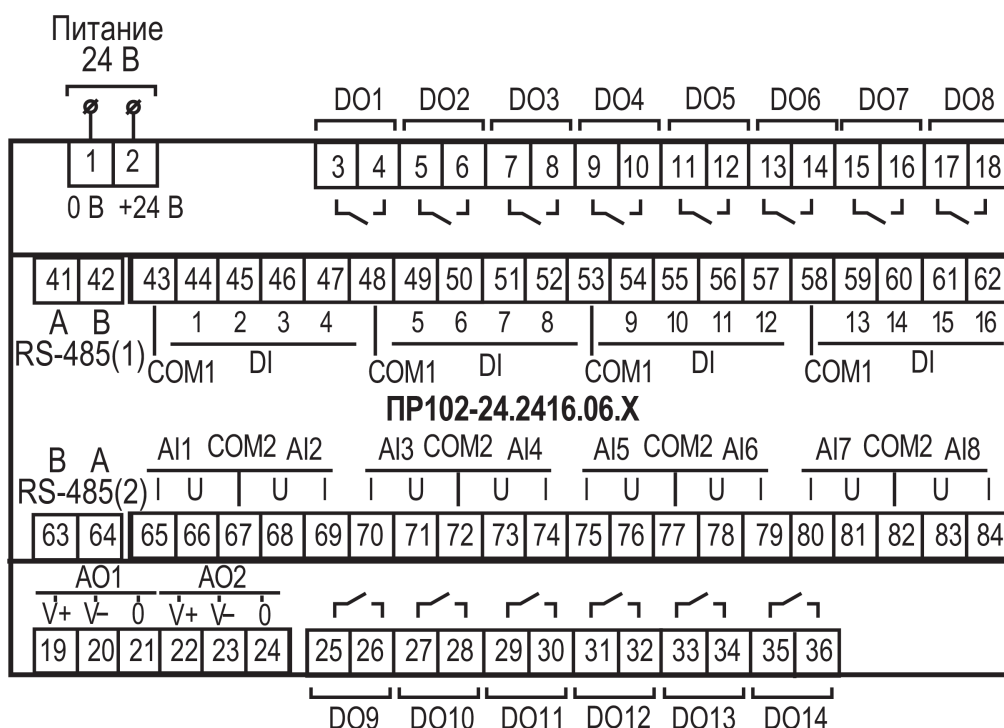 Питание
24 В
DO1 DO2 DO3 DO4 DO5 DO6 DO7 DO8
1 2 3 4 5 6 7 8 9 10 11 12 13 14 15 16 17 18
0 В +24 В
41 42 43 44 45 46 47 48 49 50 51 52 53 54 55 56 57 58 59 60 61 62
A B 1 2 3 4 5 6 7 8 9 10 11 12 13 14 15 16
RS-485(1) COM1 DI COM1 DI COM1 DI COM1 DI
ПР102-24.2416.06.X
B A AI1 COM2 AI2 AI3 COM2 AI4 AI5 COM2 AI6 AI7 COM2 AI8
RS-485(2) I U U I I U U I I U U I I U U I
63 64 65 66 67 68 69 70 71 72 73 74 75 76 77 78 79 80 81 82 83 84
AO1 AO2
V+ V– 0 V+ V– 0
19 20 21 22 23 24 25 26 27 28 29 30 31 32 33 34 35 36
DO9 DO10 DO11 DO12 DO13 DO14